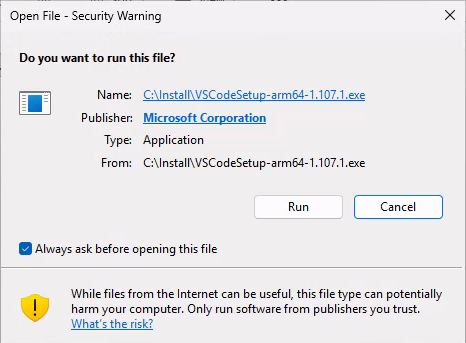 Open File - Security Warning
Do you want to run this file?
Name: C:\Install\VSCodeSetup-arm64-1.107.1.exe
Publisher: Microsoft Corporation
Type: Application
From: C:\Install\VSCodeSetup-arm64-1.107.1.exe
Run Cancel
Always ask before opening this file
While files from the Internet can be useful, this file type can potentially
harm your computer. Only run software from publishers you trust.
What's the risk?